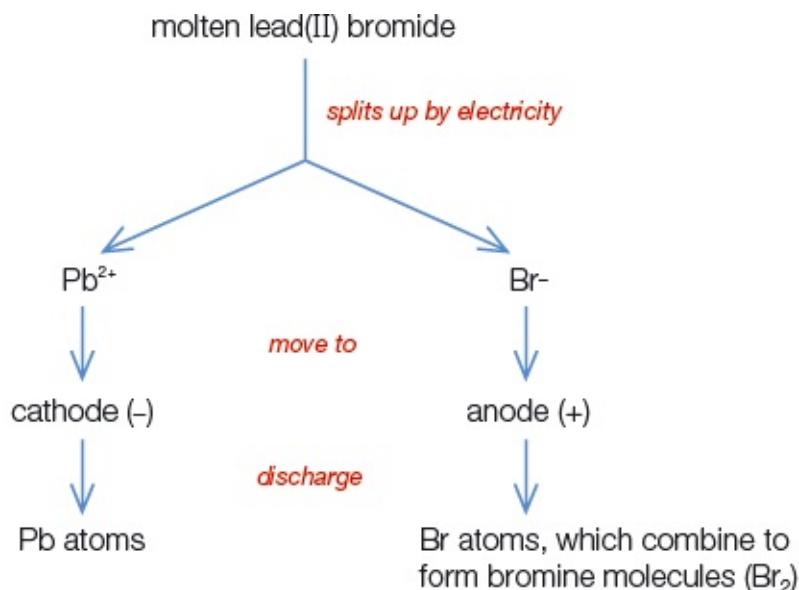 molten lead(II) bromide
splits up by electricity
Pb²⁺
Br–
move to
cathode (–)
anode (+)
discharge
Pb atoms
Br atoms, which combine to
form bromine molecules (Br₂)